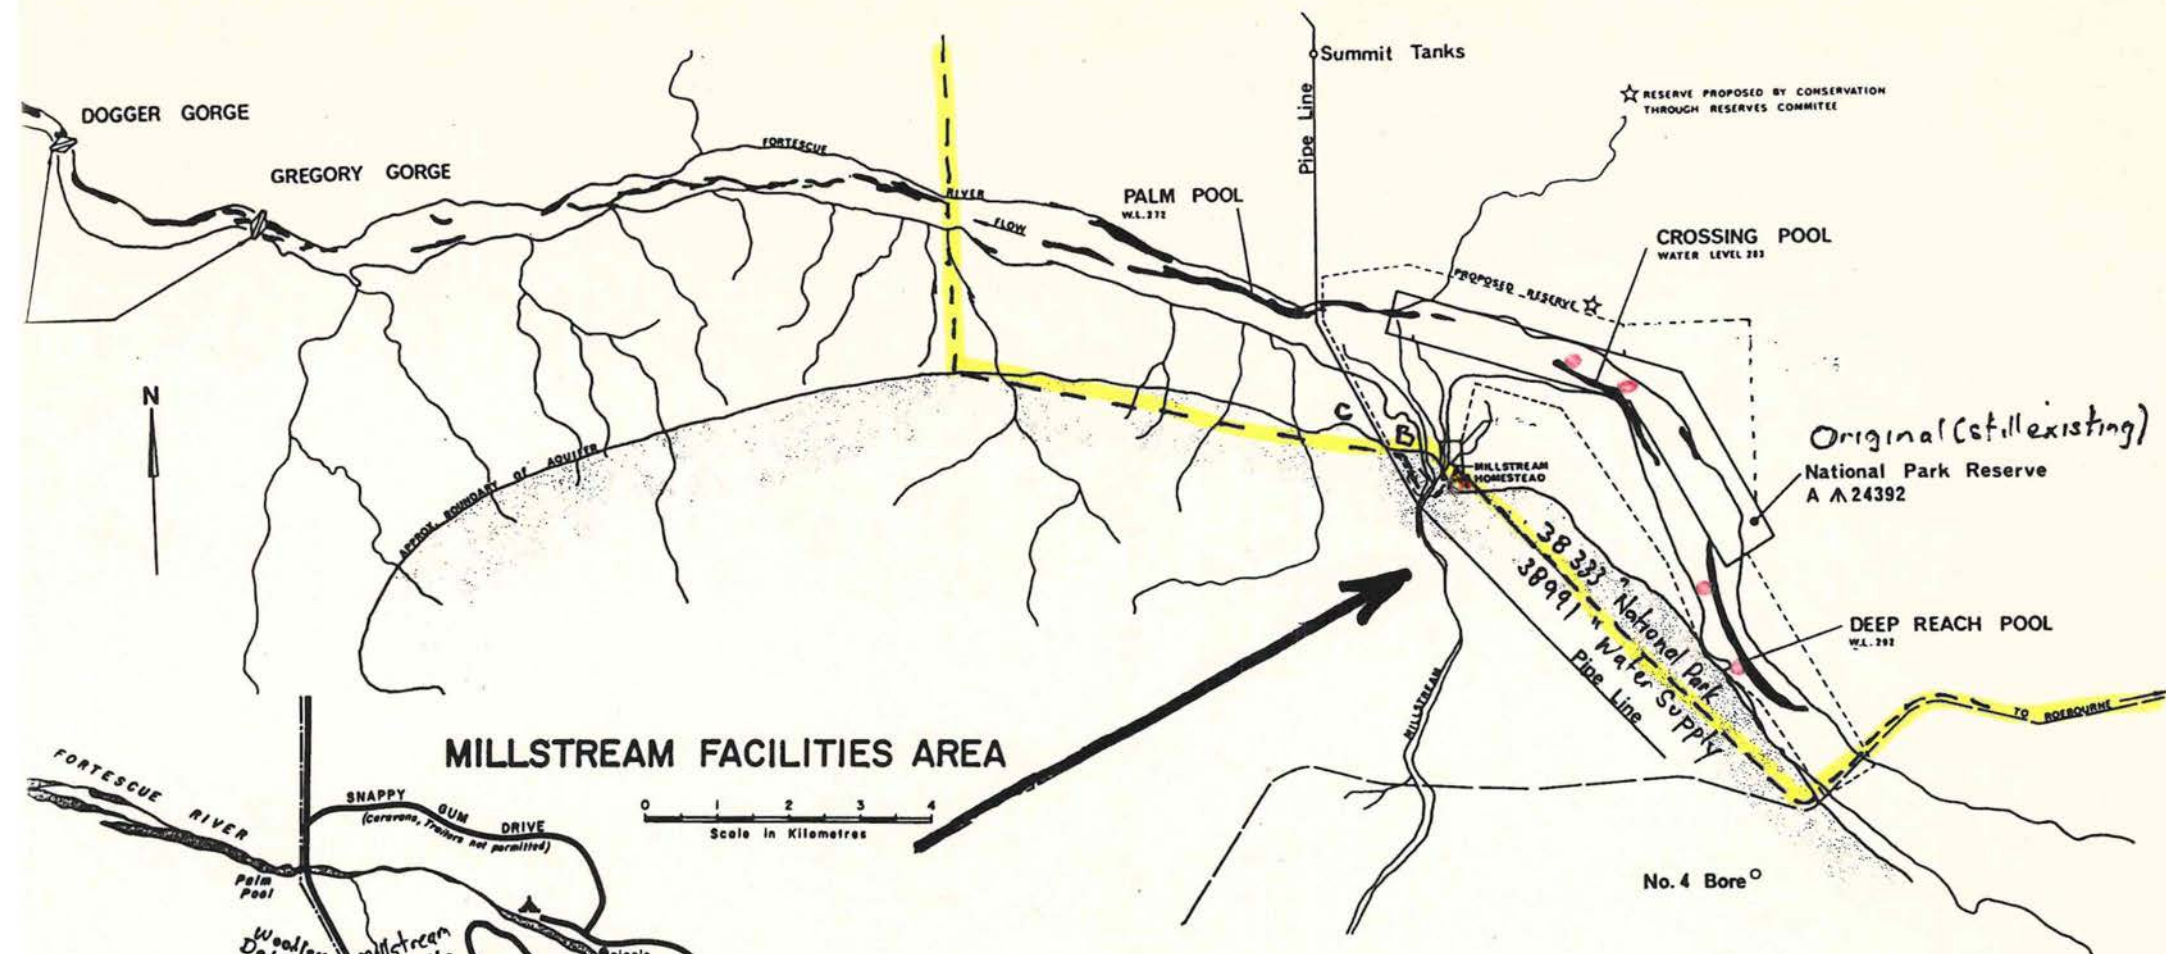 Summit Tanks
Pipe Line
☆ RESERVE PROPOSED BY CONSERVATION
THROUGH RESERVES COMMITEE
DOGGER GORGE
GREGORY GORGE
FORTESCUE
RIVER
FLOW
PALM POOL
W.L.272
CROSSING POOL
WATER LEVEL 283
PROPOSED RESERVE ☆
N
C
B
MILLSTREAM
HOMESTEAD
Original (still existing)
National Park Reserve
A 24392
APPROX. BOUNDARY OF AQUIFER
38333 " National Park
38991 " Water Supply
Pipe Line
DEEP REACH POOL
W.L.292
TO ROEBOURNE
MILLSTREAM
No. 4 Bore
MILLSTREAM FACILITIES AREA
0 1 2 3 4
Scale in Kilometres
FORTESCUE RIVER
SNAPPY GUM DRIVE
(Caravans, Trailers not permitted)
Palm
Pool
Millstream